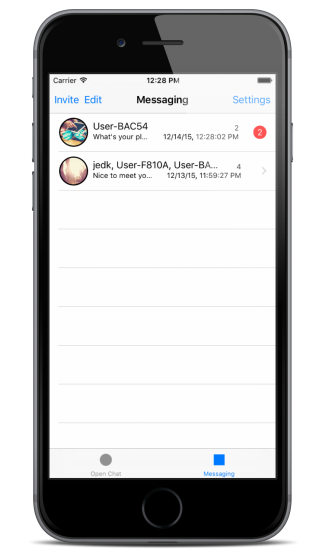 Carrier 12:28 PM
Invite Edit Messaging Settings
User-BAC54 2
What's your pl... 12/14/15, 12:28:02 PM 2
jedk, User-F810A, User-BA... 4
Nice to meet yo... 12/13/15, 11:59:27 PM
Open Chat Messaging